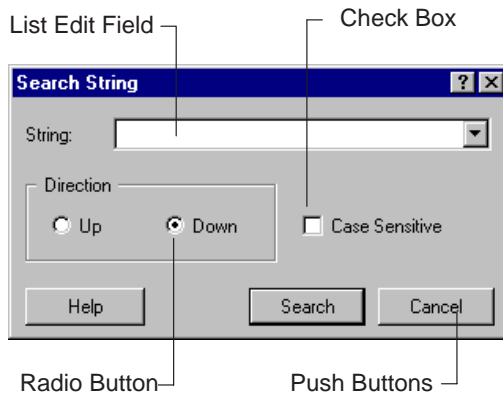 List Edit Field
Check Box
Search String
String:
Direction
Up
Down
Case Sensitive
Help
Search
Cancel
Radio Button
Push Buttons